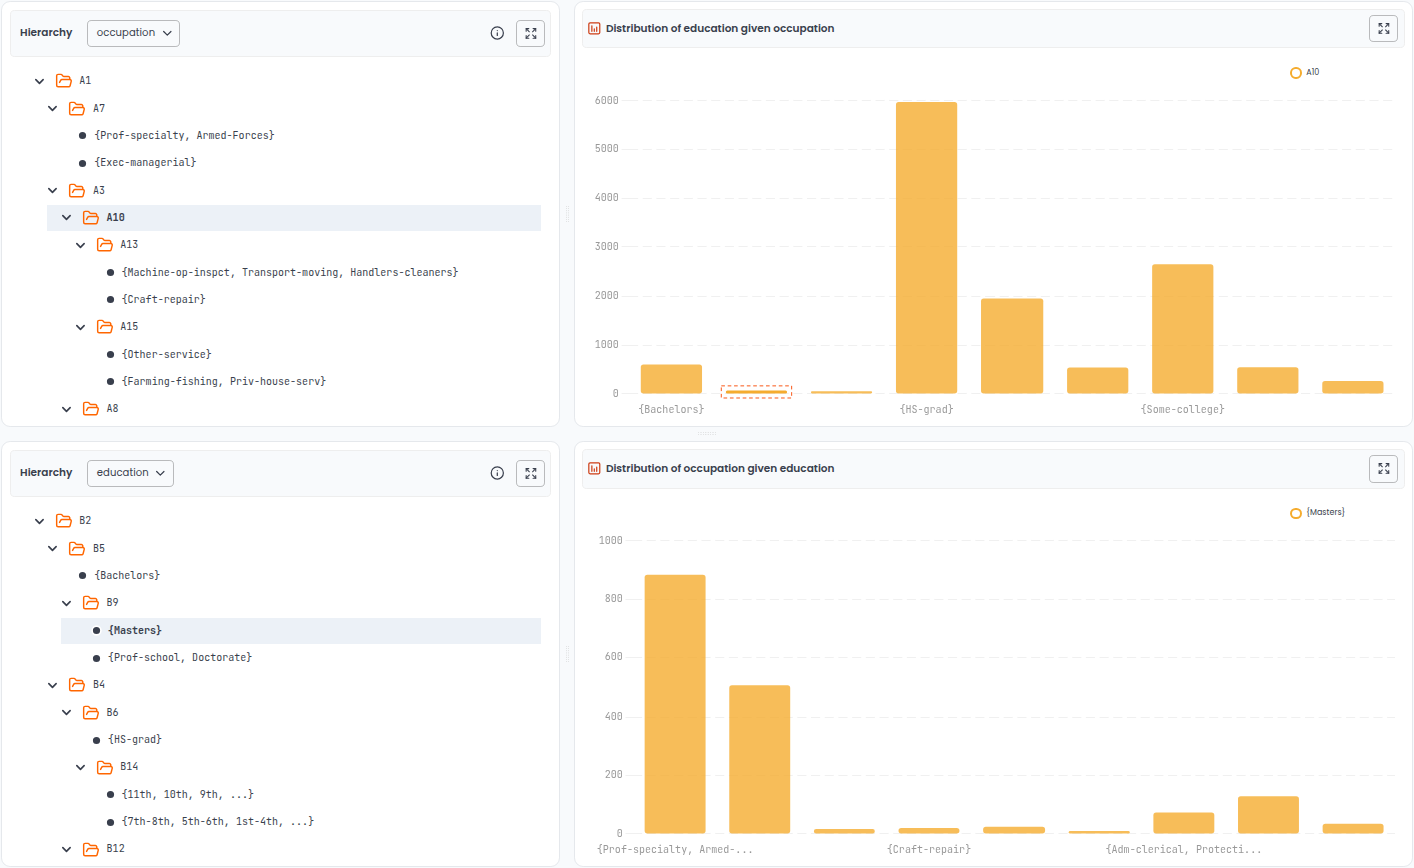 Hierarchy occupation
A1
A7
{Prof-specialty, Armed-Forces}
{Exec-managerial}
A3
A10
A13
{Machine-op-inspct, Transport-moving, Handlers-cleaners}
{Craft-repair}
A15
{Other-service}
{Farming-fishing, Priv-house-serv}
A8
Distribution of education given occupation
A10
6000
5000
4000
3000
2000
1000
0
{Bachelors} {HS-grad} {Some-college}
Hierarchy education
B2
B5
{Bachelors}
B9
{Masters}
{Prof-school, Doctorate}
B4
B6
{HS-grad}
B14
{11th, 10th, 9th, ...}
{7th-8th, 5th-6th, 1st-4th, ...}
B12
Distribution of occupation given education
{Masters}
1000
800
600
400
200
0
{Prof-specialty, Armed-... {Craft-repair} {Adm-clerical, Protecti...